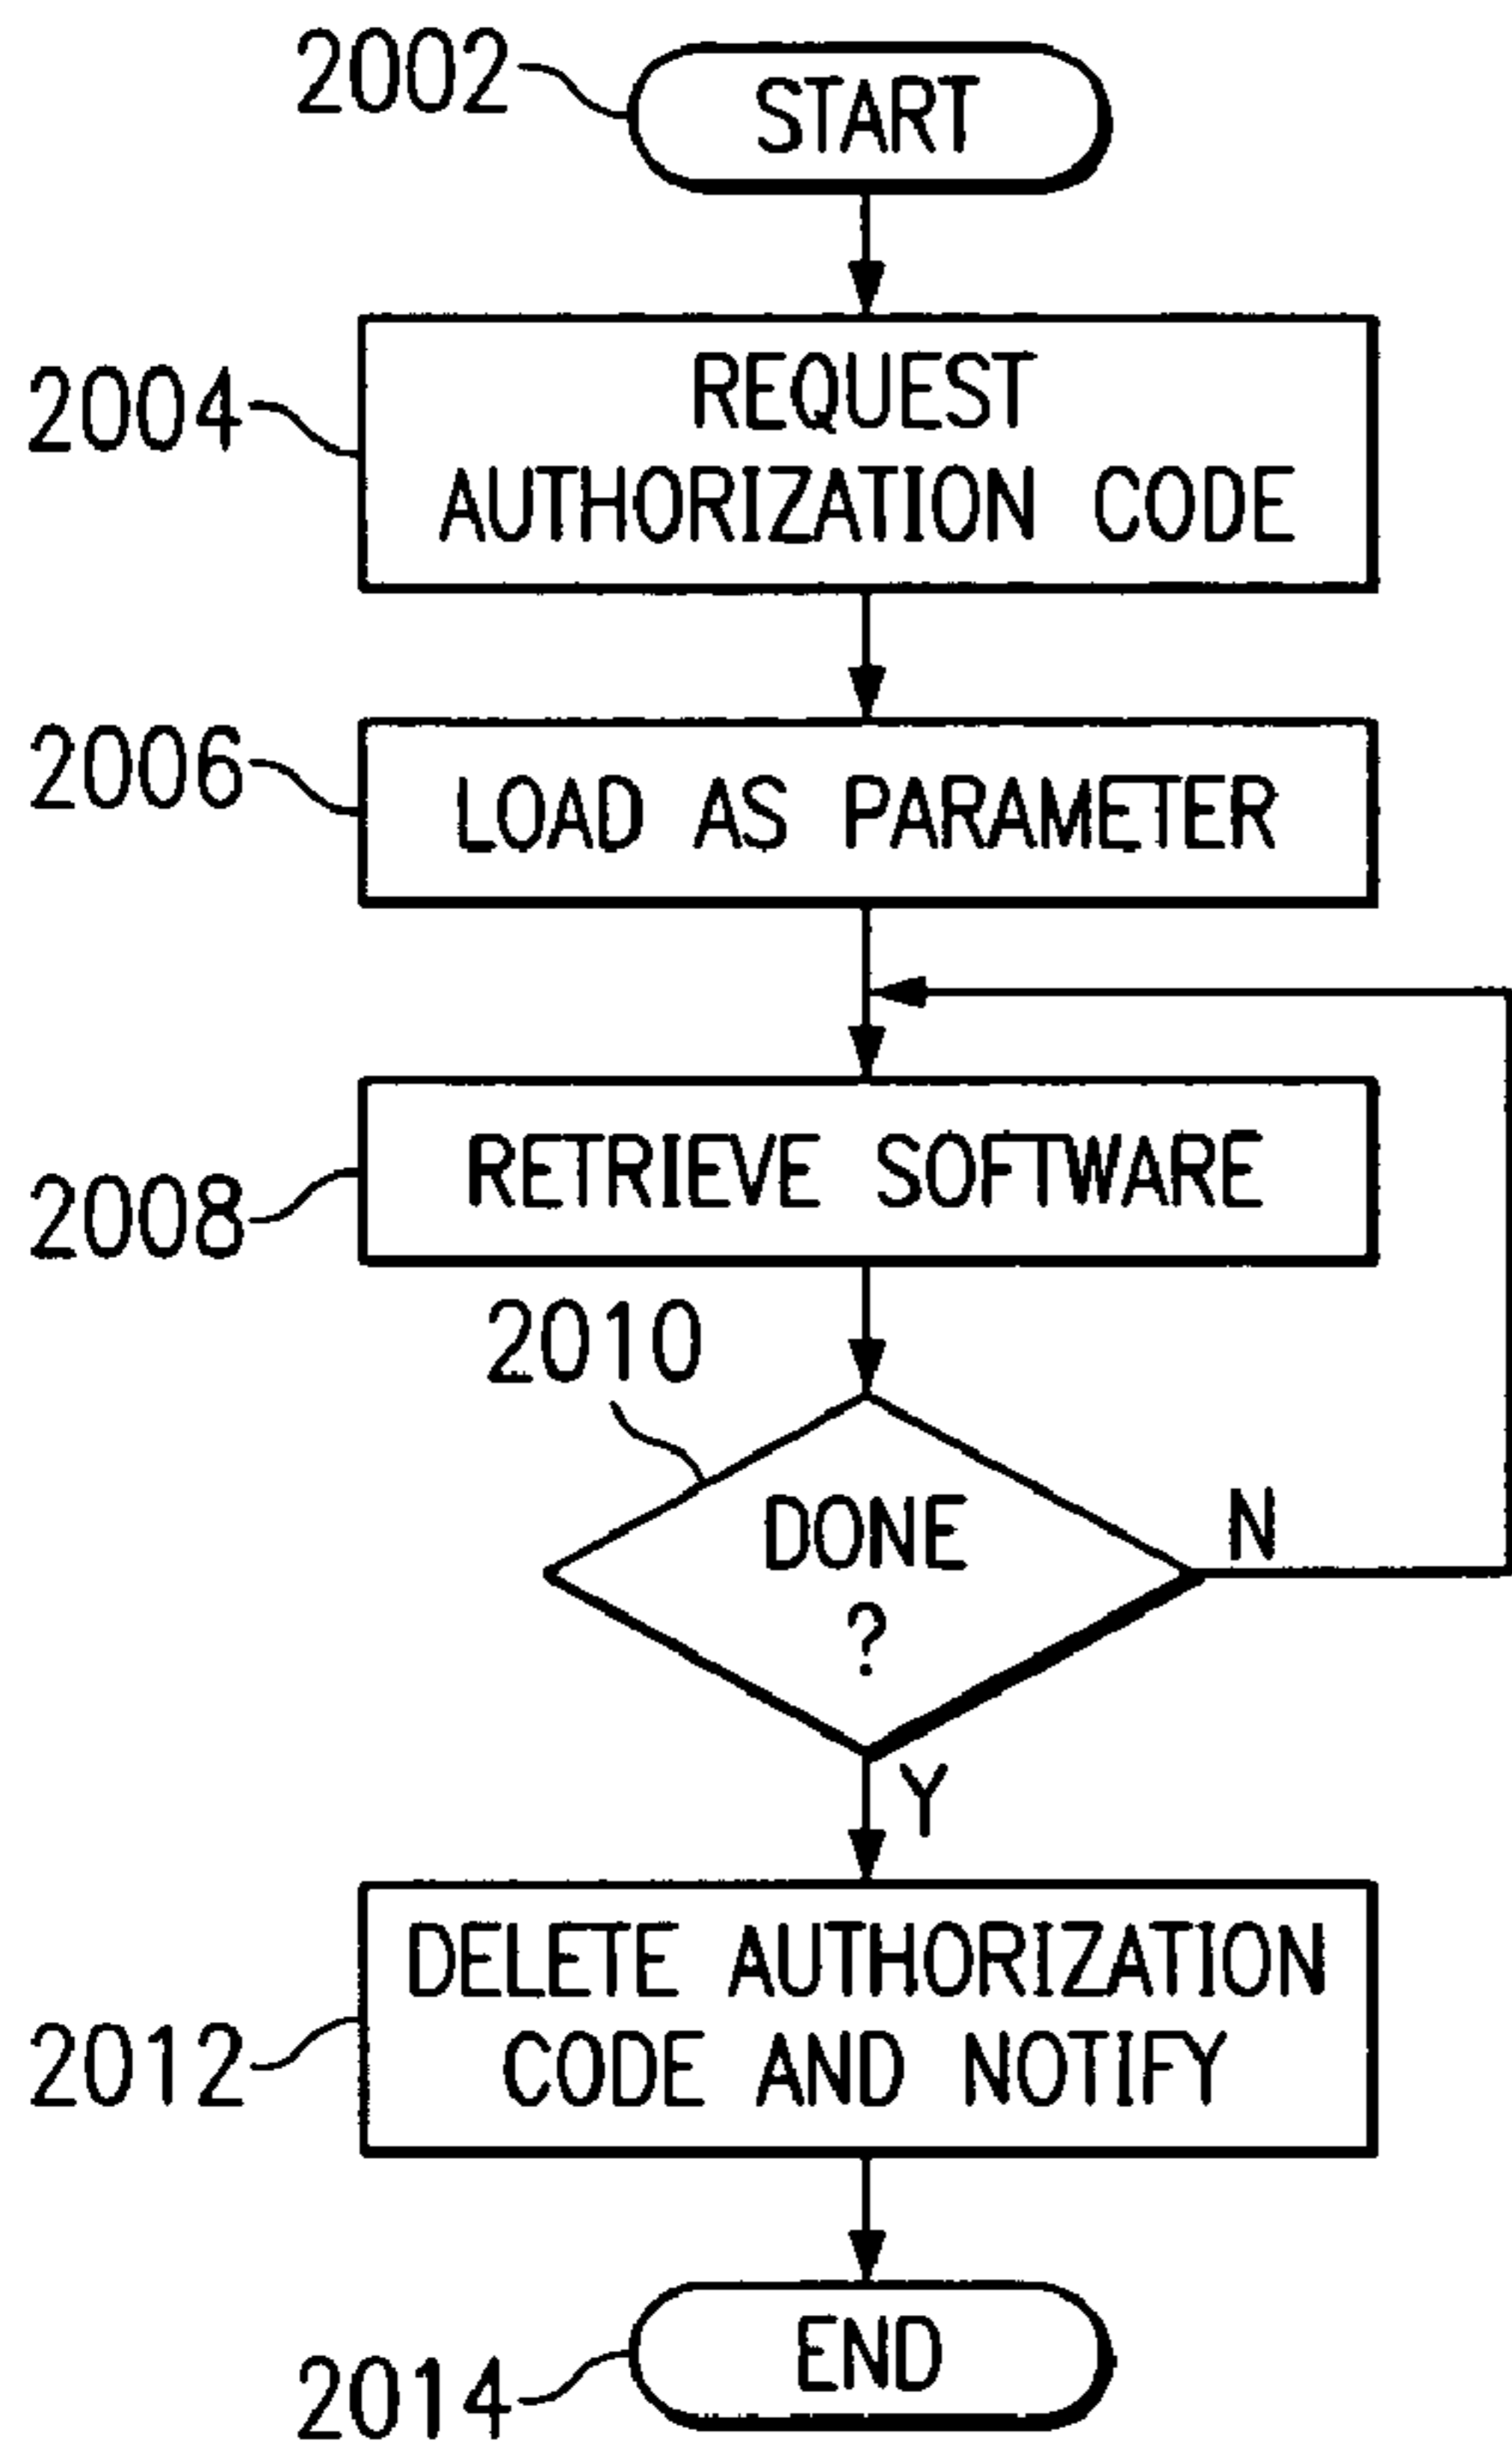 2002
START
2004
REQUEST
AUTHORIZATION CODE
2006
LOAD AS PARAMETER
2008
RETRIEVE SOFTWARE
2010
DONE
?
N
Y
2012
DELETE AUTHORIZATION
CODE AND NOTIFY
2014
END